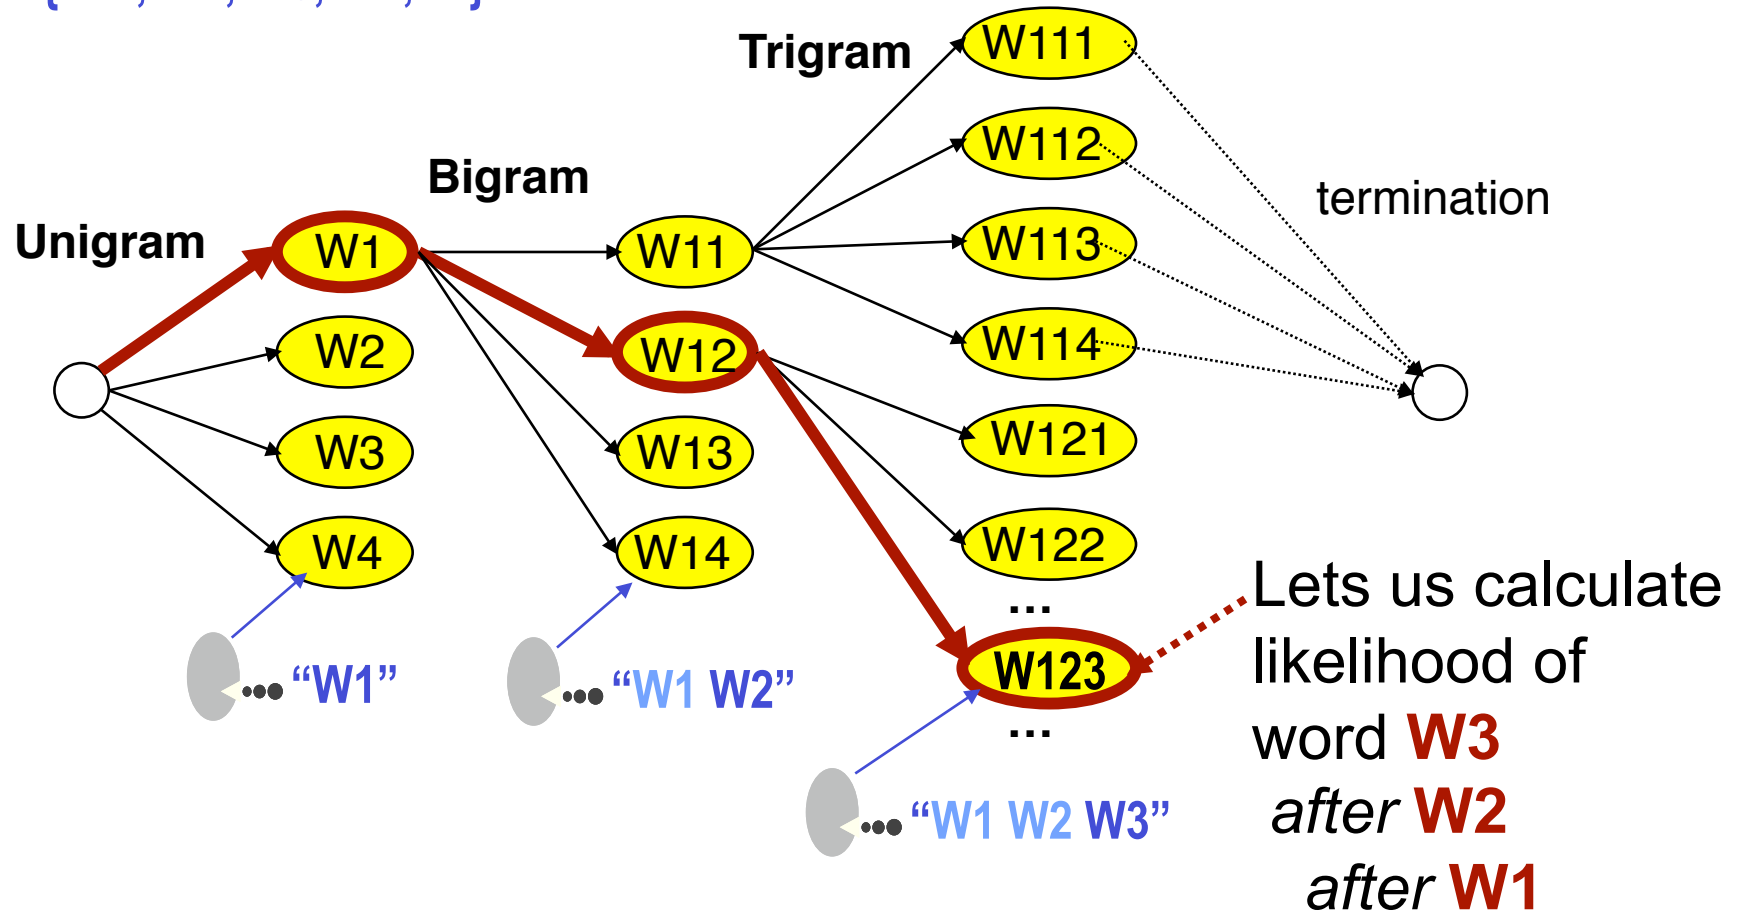 Trigram
W111
W112
Bigram
termination
Unigram
W1
W11
W113
W2
W12
W114
W3
W13
W121
W4
W14
W122
...
Lets us calculate
likelihood of
word W3
after W2
after W1
W123
...
“W1”
“W1 W2”
“W1 W2 W3”